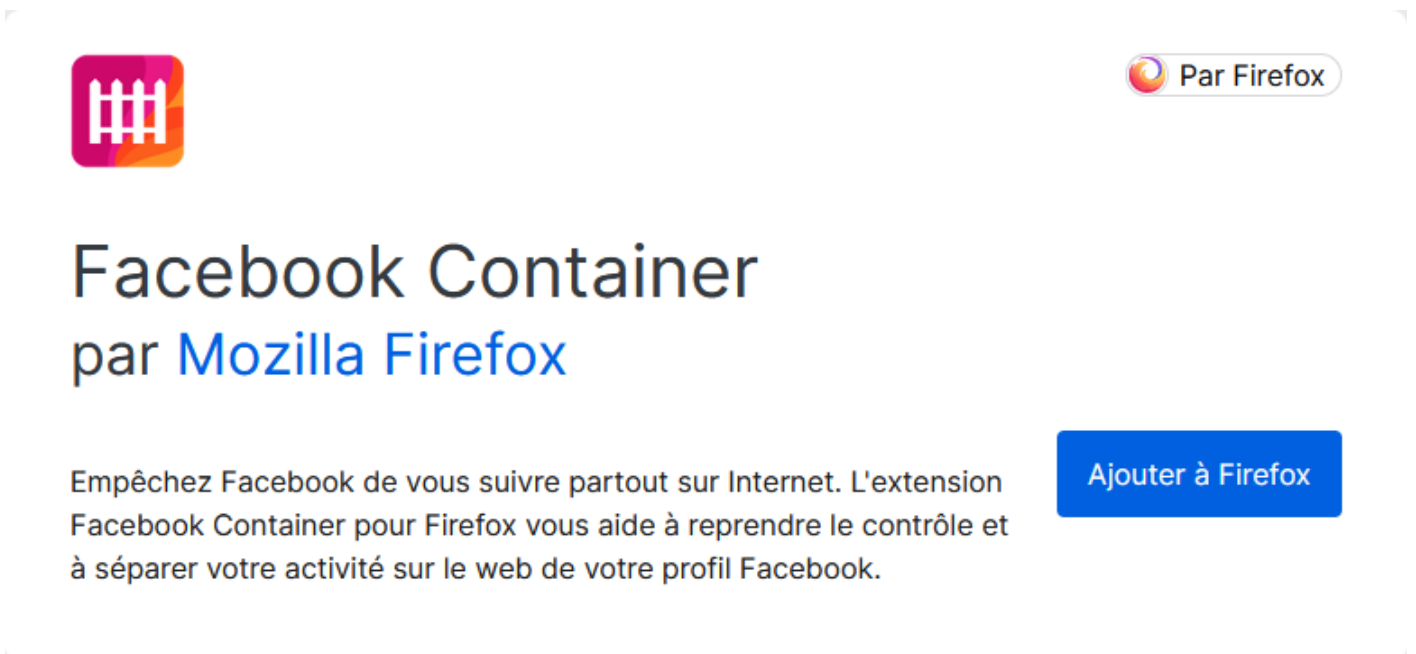 Par Firefox
Facebook Container
par Mozilla Firefox
Empêchez Facebook de vous suivre partout sur Internet. L'extension
Facebook Container pour Firefox vous aide à reprendre le contrôle et
à séparer votre activité sur le web de votre profil Facebook.
Ajouter à Firefox